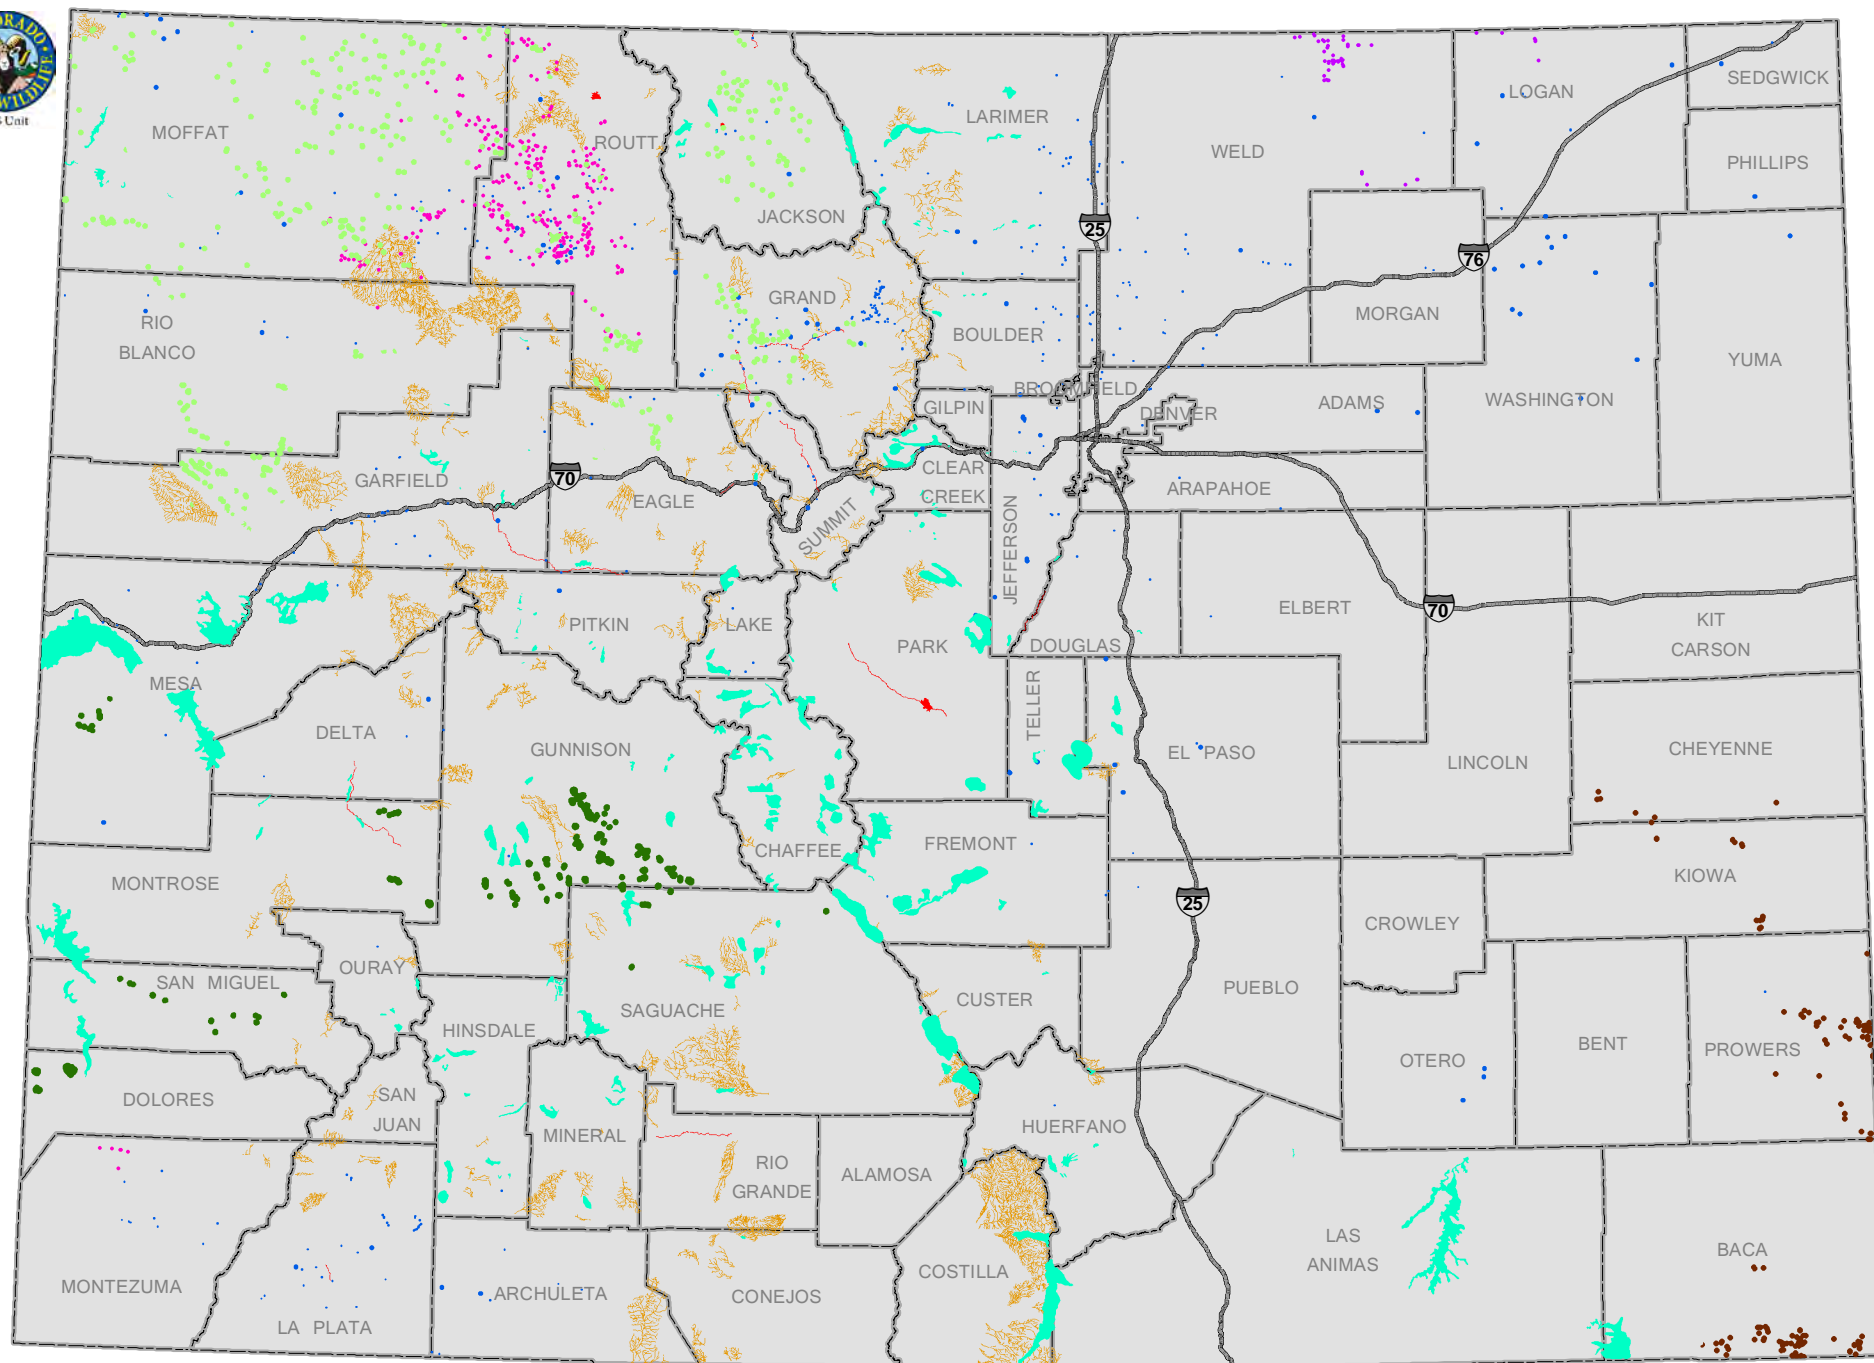 WILDLIFE
Unit
SEDGWICK
LOGAN
LARIMER
MOFFAT
ROUTT
WELD
PHILLIPS
JACKSON
25
76
GRAND
MORGAN
RIO
BLANCO
BOULDER
YUMA
BROOMFIELD
GILPIN
DENVER
ADAMS
WASHINGTON
70
GARFIELD
CLEAR
CREEK
EAGLE
ARAPAHOE
SUMMIT
JEFFERSON
ELBERT
70
KIT
CARSON
PITKIN
LAKE
PARK
DOUGLAS
MESA
TELLER
DELTA
GUNNISON
EL PASO
LINCOLN
CHEYENNE
CHAFFEE
FREMONT
MONTROSE
KIOWA
25
CROWLEY
OURAY
SAN MIGUEL
SAGUACHE
CUSTER
PUEBLO
HINSDALE
OTERO
BENT
PROWERS
DOLORES
SAN
JUAN
MINERAL
HUERFANO
RIO
GRANDE
ALAMOSA
LAS
ANIMAS
BACA
MONTEZUMA
ARCHULETA
CONEJOS
COSTILLA
LA PLATA